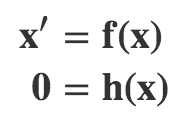 x′ = f(x)
0 = h(x)